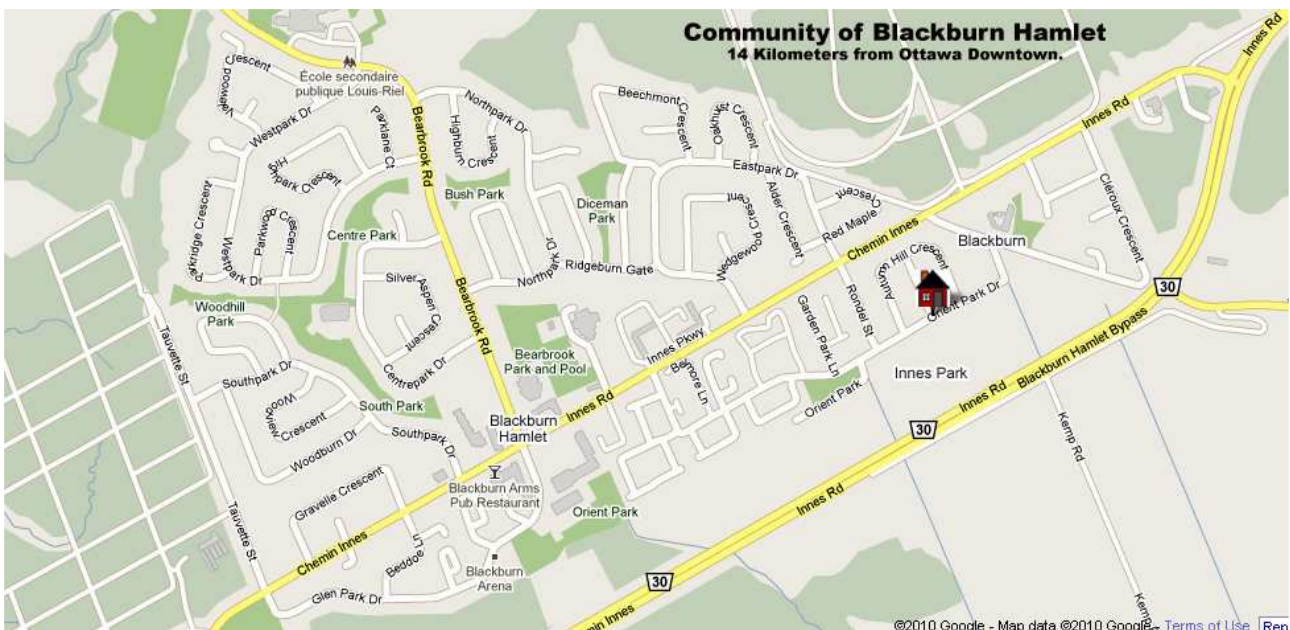 Community of Blackburn Hamlet
14 Kilometers from Ottawa Downtown.
Innes Rd
Crescent
École secondaire
publique Louis-Riel
Northpark Dr
Beechmont
Crescent
Oakhurst Crescent
Innes Rd
Verwood
Westpark Dr
Parklane Ct
Bearbrook Rd
Highburn Crescent
Eastpark Dr
Highpark Crescent
Bush Park
Diceman
Park
Alder Crescent
Crescent
Red Maple
Cléroux Crescent
Parkridge Crescent
Parkwood Crescent
Centre Park
Wedgewood Crescent
Chemin Innes
Blackburn
Westpark Dr
Northpark Dr
Ridgeburn Gate
Autumn Hill Crescent
Silver
Aspen Crescent
Bearbrook Rd
30
Woodhill
Park
Garden Park Ln
Rondel St
Orient Park Dr
Tauvette St
Innes Pkwy
Bearbrook
Park and Pool
Belmore Ln
Blackburn Hamlet Bypass
Southpark Dr
Centrepark Dr
Innes Park
Innes Rd
Woodview
Crescent
South Park
Innes Rd
Orient Park
Blackburn
Hamlet
30
Kemp Rd
Woodburn Dr
Southpark Dr
Gravelle Crescent
Blackburn Arms
Pub Restaurant
Innes Rd
Orient Park
Tauvette St
Chemin Innes
Beddoe Ln
Blackburn
Arena
30
Glen Park Dr
Kemp
Chemin Innes
©2010 Google - Map data ©2010 Google - Terms of Use Rep